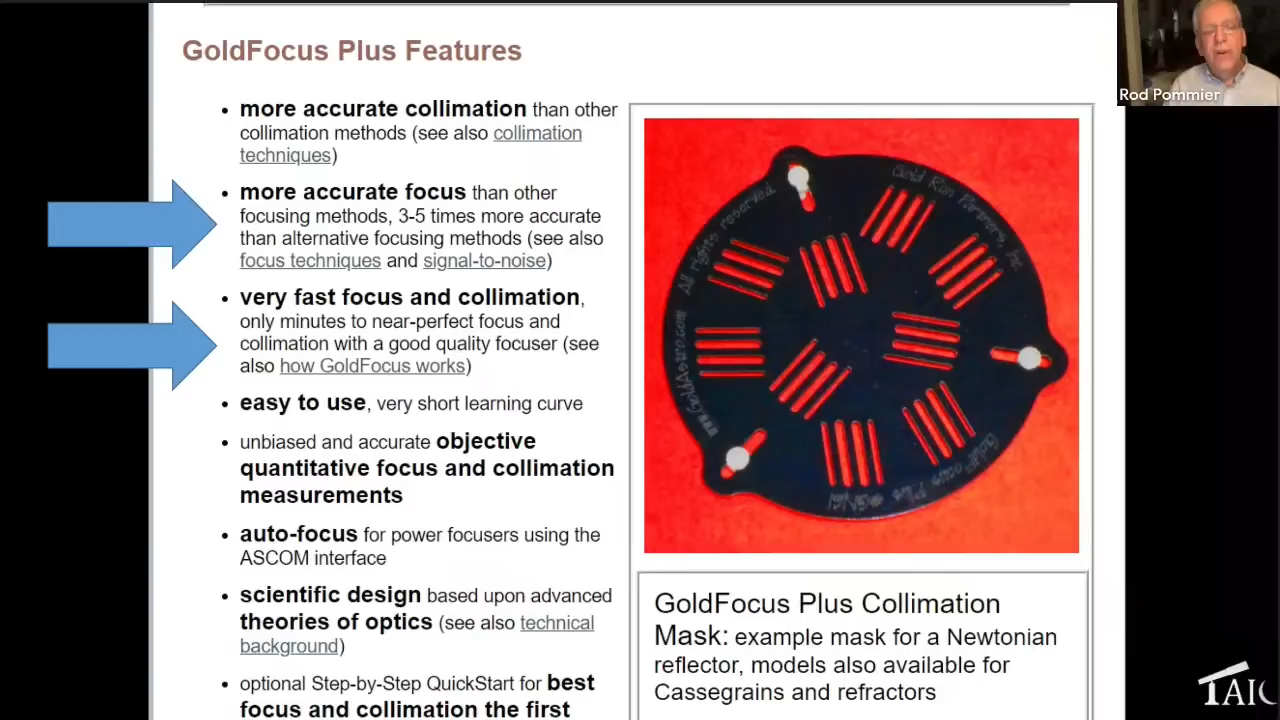 GoldFocus Plus Features
Rod Pommier
more accurate collimation than other
collimation methods (see also collimation
techniques)
more accurate focus than other
focusing methods, 3-5 times more accurate
than alternative focusing methods (see also
focus techniques and signal-to-noise)
very fast focus and collimation,
only minutes to near-perfect focus and
collimation with a good quality focuser (see
also how GoldFocus works)
easy to use, very short learning curve
unbiased and accurate objective
quantitative focus and collimation
measurements
auto-focus for power focusers using the
ASCOM interface
scientific design based upon advanced
theories of optics (see also technical
background)
optional Step-by-Step QuickStart for best
focus and collimation the first
Gold Run Partners, Inc
All rights reserved
www.GoldAstro.com
GoldFocus Plus
GoldFocus Plus Collimation
Mask: example mask for a Newtonian
reflector, models also available for
Cassegrains and refractors
TAIC